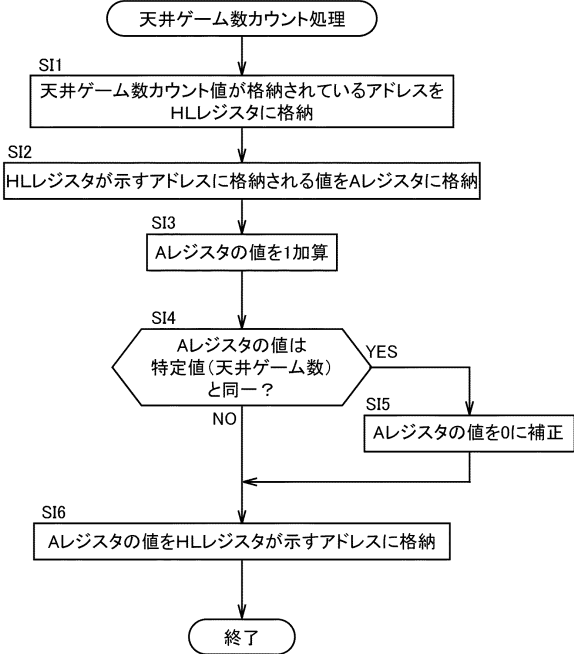 天井ゲーム数カウント処理
SI1
天井ゲーム数カウント値が格納されているアドレスを
HLレジスタに格納
SI2
HLレジスタが示すアドレスに格納される値をAレジスタに格納
SI3
Aレジスタの値を1加算
SI4
Aレジスタの値は
特定値(天井ゲーム数)
と同一?
YES
NO
SI5
Aレジスタの値を0に補正
SI6
Aレジスタの値をHLレジスタが示すアドレスに格納
終了